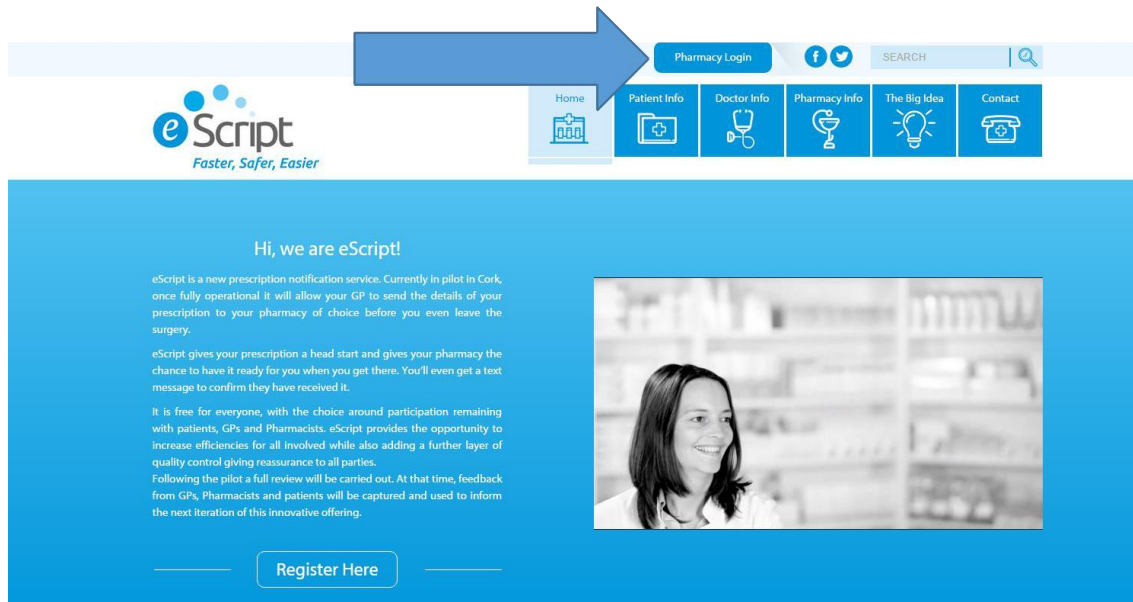 Pharmacy Login
f
SEARCH
e Script
Faster, Safer, Easier
Home
Patient Info
Doctor Info
Pharmacy Info
The Big Idea
Contact
Hi, we are eScript!
eScript is a new prescription notification service. Currently in pilot in Cork,
once fully operational it will allow your GP to send the details of your
prescription to your pharmacy of choice before you even leave the
surgery.
eScript gives your prescription a head start and gives your pharmacy the
chance to have it ready for you when you get there. You'll even get a text
message to confirm they have received it.
It is free for everyone, with the choice around participation remaining
with patients, GPs and Pharmacists. eScript provides the opportunity to
increase efficiencies for all involved while also adding a further layer of
quality control giving reassurance to all parties.
Following the pilot a full review will be carried out. At that time, feedback
from GPs, Pharmacists and patients will be captured and used to inform
the next iteration of this innovative offering.
Register Here